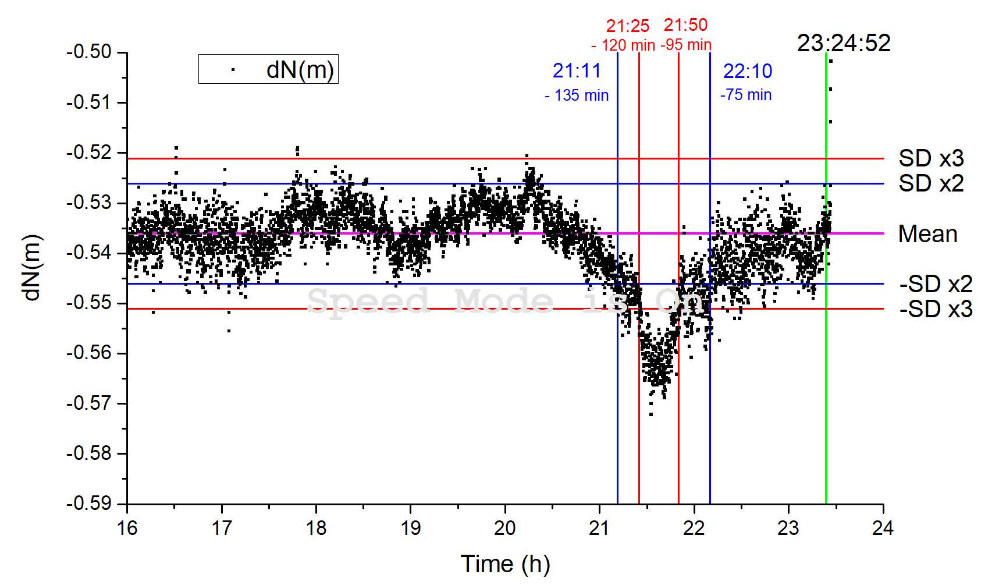 21:25 21:50
- 120 min -95 min
23:24:52
21:11
- 135 min
22:10
-75 min
dN(m)
-0.50
-0.51
-0.52
-0.53
-0.54
-0.55
-0.56
-0.57
-0.58
-0.59
dN(m)
SD x3
SD x2
Mean
-SD x2
-SD x3
Speed Mode is On
16 17 18 19 20 21 22 23 24
Time (h)